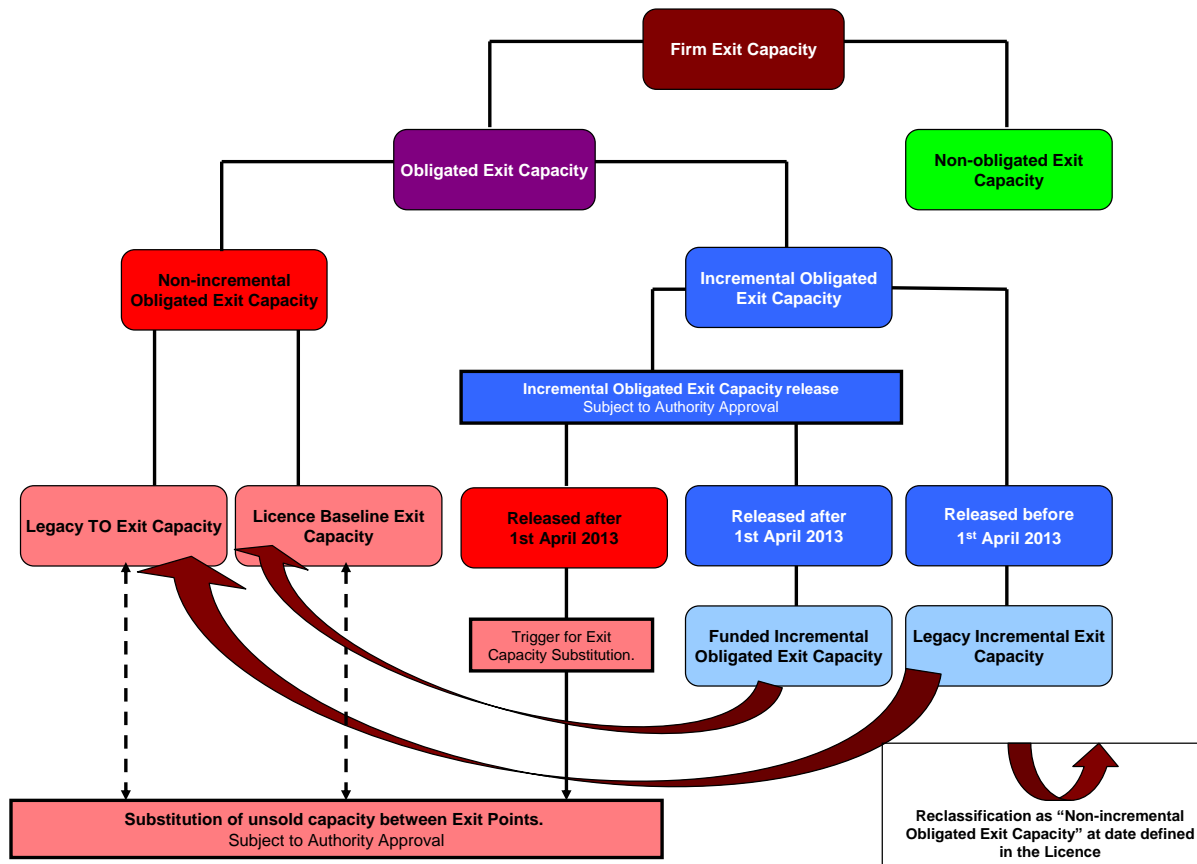 Firm Exit Capacity
Obligated Exit Capacity
Non-obligated Exit
Capacity
Non-incremental
Obligated Exit Capacity
Incremental Obligated
Exit Capacity
Incremental Obligated Exit Capacity release
Subject to Authority Approval
Legacy TO Exit Capacity
Licence Baseline Exit
Capacity
Released after
1st April 2013
Released after
1st April 2013
Released before
1st April 2013
Trigger for Exit
Capacity Substitution.
Funded Incremental
Obligated Exit Capacity
Legacy Incremental Exit
Capacity
Substitution of unsold capacity between Exit Points.
Subject to Authority Approval
Reclassification as “Non-incremental
Obligated Exit Capacity” at date defined
in the Licence